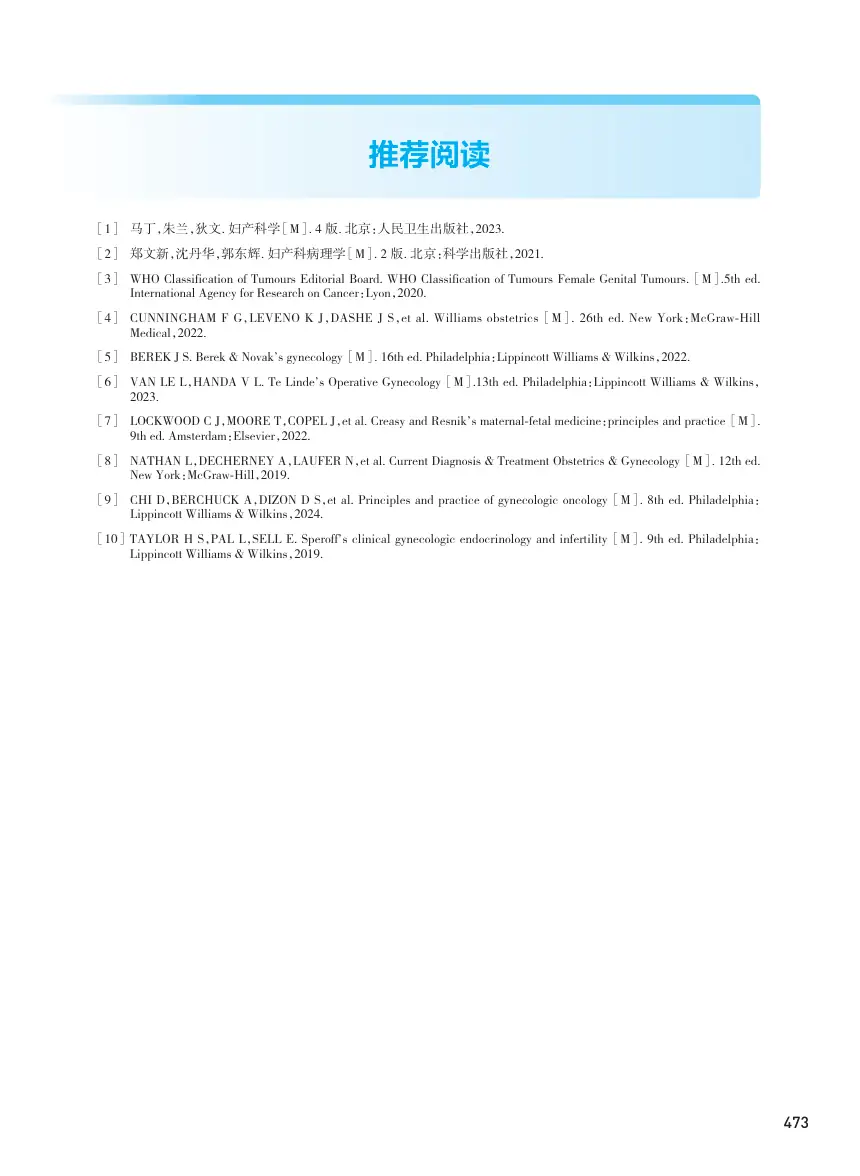 推荐阅读
［1］ 马丁,朱兰,狄文. 妇产科学［M］. 4 版. 北京:人民卫生出版社,2023.
［2］ 郑文新,沈丹华,郭东辉. 妇产科病理学［M］. 2 版. 北京:科学出版社,2021.
［3］ WHO Classification of Tumours Editorial Board. WHO Classification of Tumours Female Genital Tumours. ［M］.5th ed.
International Agency for Research on Cancer:Lyon,2020.
［4］ CUNNINGHAM F G,LEVENO K J,DASHE J S,et al. Williams obstetrics ［M］. 26th ed. New York:McGraw-Hill
Medical,2022.
［5］ BEREK J S. Berek & Novak's gynecology ［M］. 16th ed. Philadelphia:Lippincott Williams & Wilkins,2022.
［6］ VAN LE L,HANDA V L. Te Linde's Operative Gynecology ［M］.13th ed. Philadelphia:Lippincott Williams & Wilkins,
2023.
［7］ LOCKWOOD C J,MOORE T,COPEL J,et al. Creasy and Resnik's maternal-fetal medicine:principles and practice ［M］.
9th ed. Amsterdam:Elsevier,2022.
［8］ NATHAN L,DECHERNEY A,LAUFER N,et al. Current Diagnosis & Treatment Obstetrics & Gynecology ［M］. 12th ed.
New York:McGraw-Hill,2019.
［9］ CHI D,BERCHUCK A,DIZON D S,et al. Principles and practice of gynecologic oncology ［M］. 8th ed. Philadelphia:
Lippincott Williams & Wilkins,2024.
［10］ TAYLOR H S,PAL L,SELL E. Speroff's clinical gynecologic endocrinology and infertility ［M］. 9th ed. Philadelphia:
Lippincott Williams & Wilkins,2019.
473